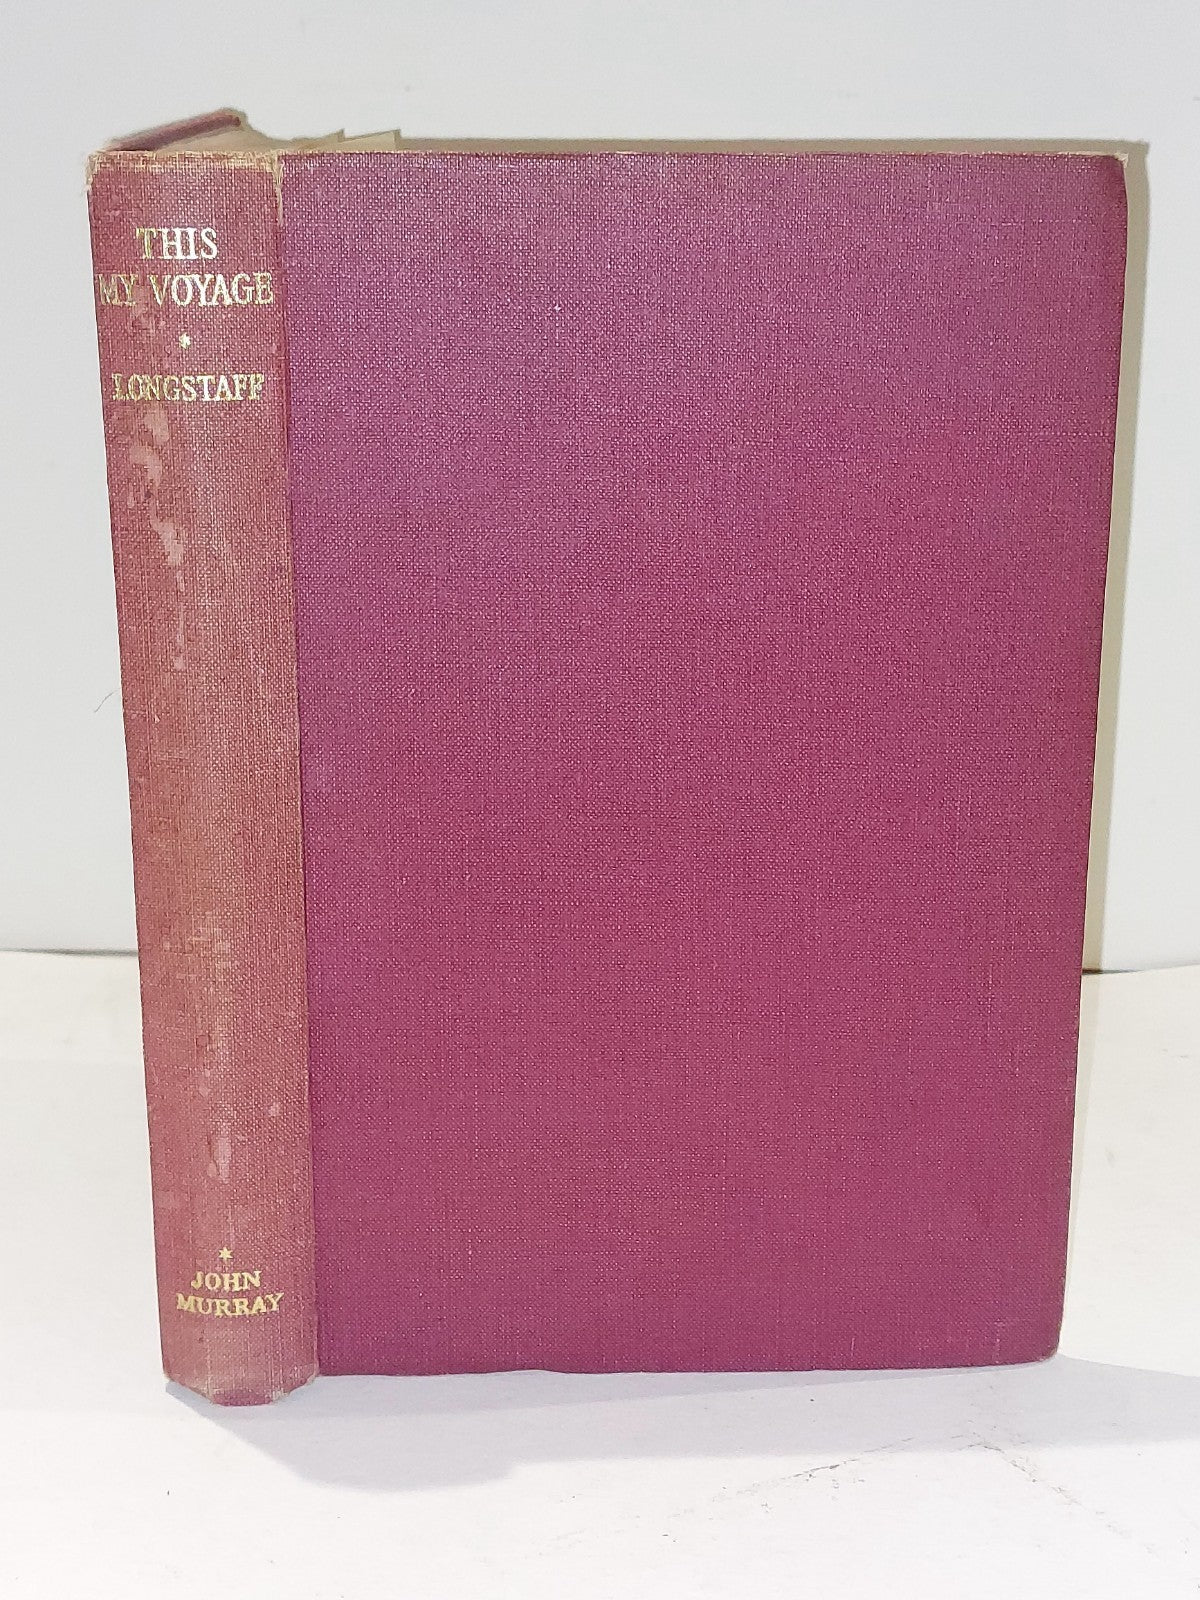 THIS
MY VOYAGE
*
LONGSTAFF
*
JOHN
MURRAY